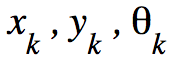 x_k , y_k , θ_k